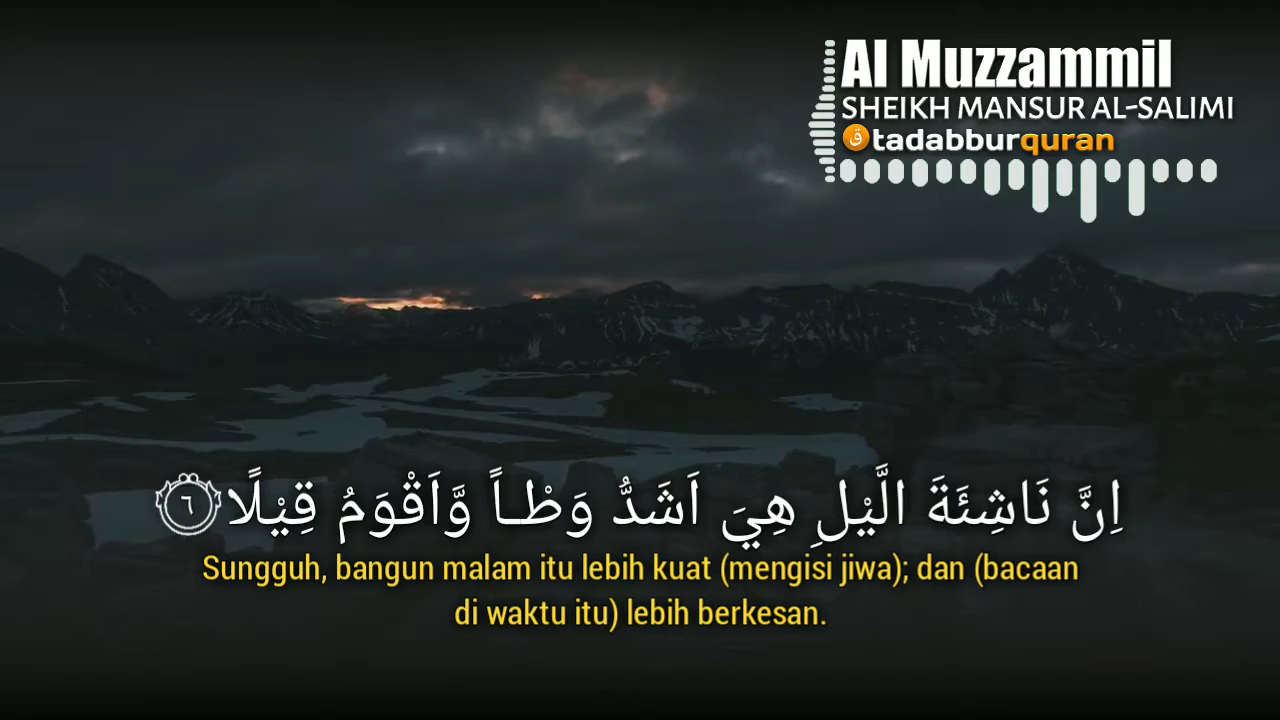 Al Muzzammil
SHEIKH MANSUR AL-SALIMI
ق tadabburquran
اِنَّ نَاشِئَةَ الَّيْلِ هِيَ اَشَدُّ وَطْـاً وَّاَقْوَمُ قِيْلًا ٦
Sungguh, bangun malam itu lebih kuat (mengisi jiwa); dan (bacaan
di waktu itu) lebih berkesan.